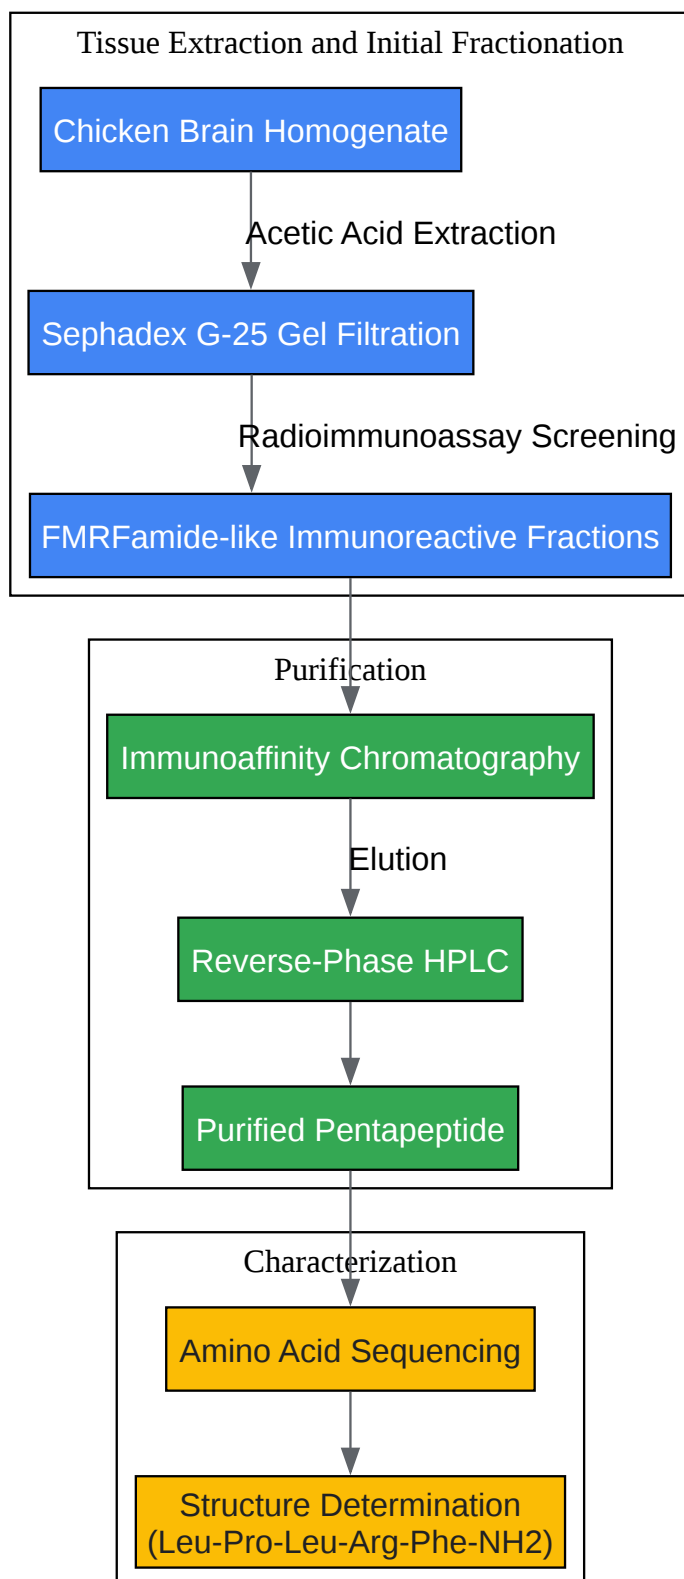 Tissue Extraction and Initial Fractionation
Chicken Brain Homogenate
Acetic Acid Extraction
Sephadex G-25 Gel Filtration
Radioimmunoassay Screening
FMRFamide-like Immunoreactive Fractions
Purification
Immunoaffinity Chromatography
Elution
Reverse-Phase HPLC
Purified Pentapeptide
Characterization
Amino Acid Sequencing
Structure Determination
(Leu-Pro-Leu-Arg-Phe-NH2)